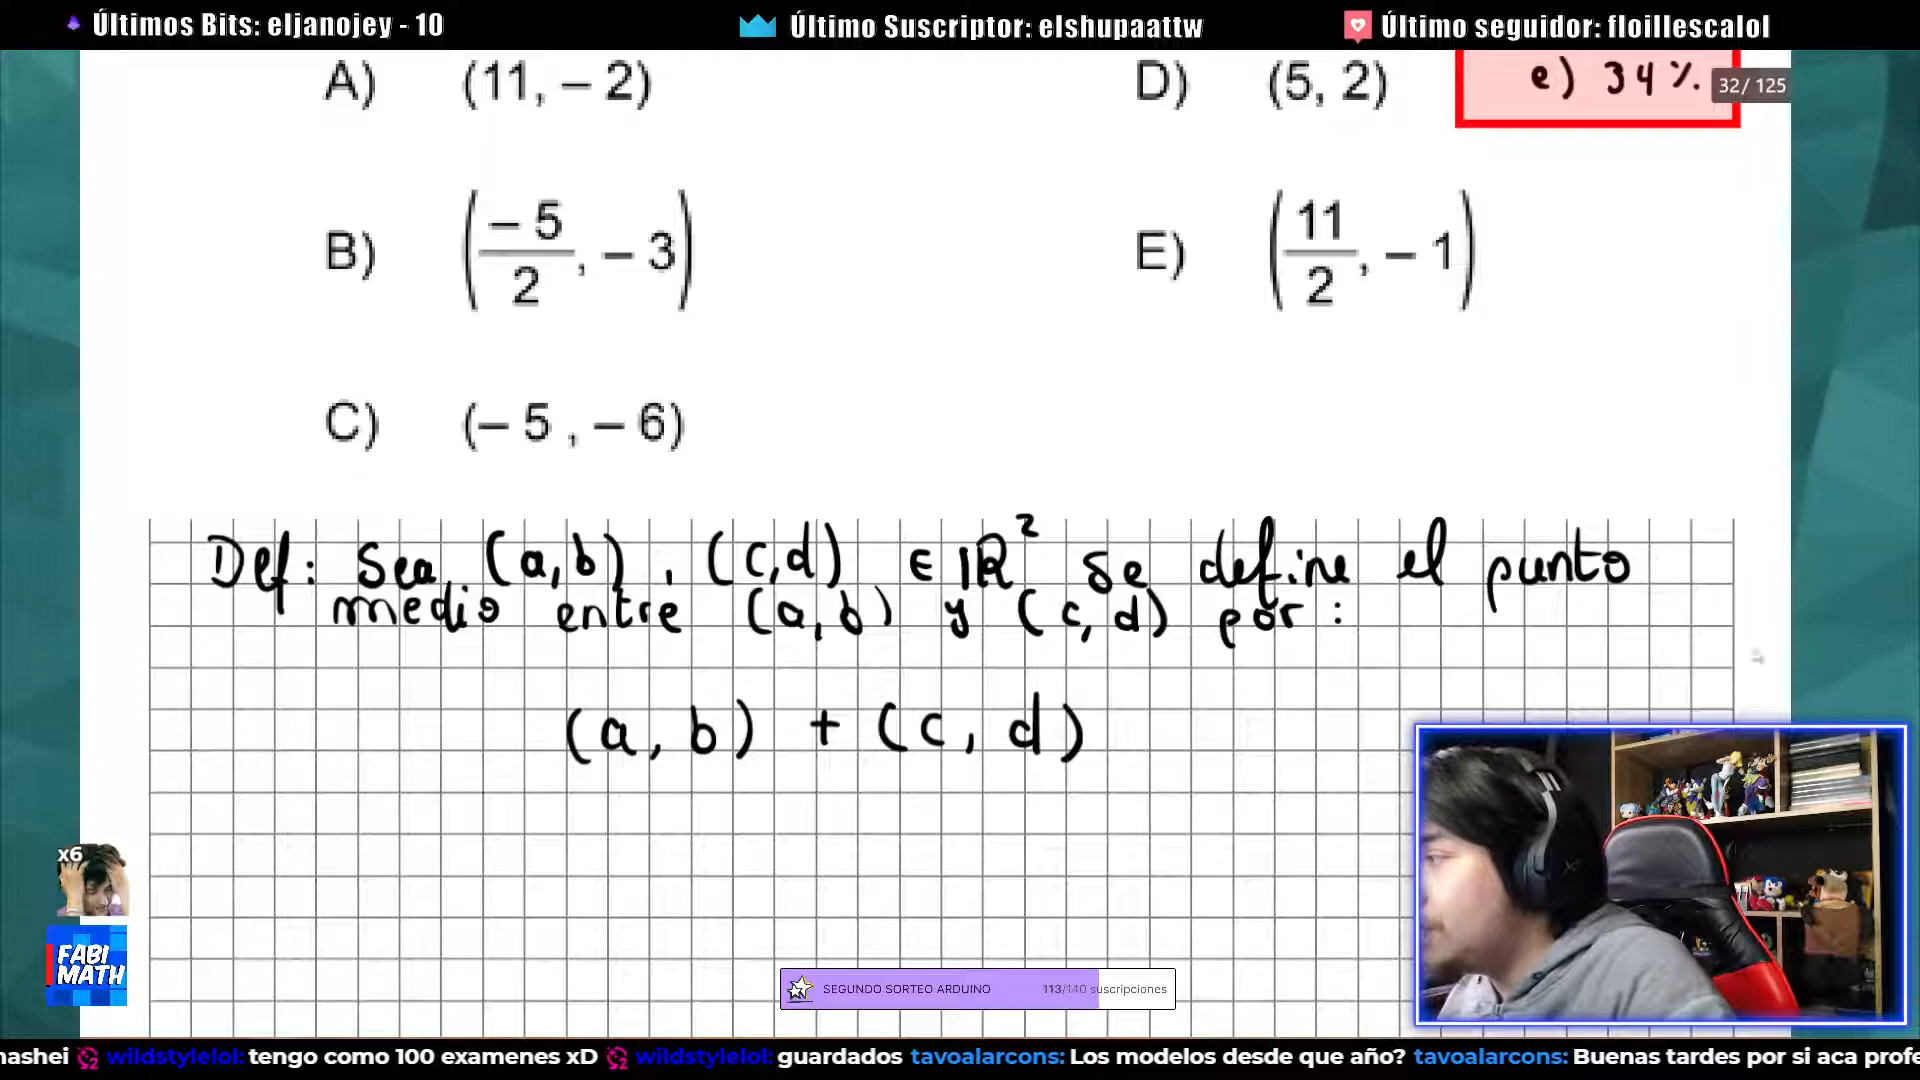 Últimos Bits: eljanojey - 10
Último Suscriptor: elshupaattw
Último seguidor: floillescalol
A) (11, – 2)
D) (5, 2)
e) 34 %.
32/ 125
B) (– 5/2, – 3)
E) (11/2, – 1)
C) (– 5 , – 6)
Def: Sea (a,b), (c,d) ∈ ℝ² Se define el punto
medio entre (a,b) y (c,d) por:
(a,b) + (c,d)
x6
FABI
MATH
SEGUNDO SORTEO ARDUINO 113/140 suscripciones
nashei wildstylelol: tengo como 100 examenes xD wildstylelol: guardados tavoalarcons: Los modelos desde que año? tavoalarcons: Buenas tardes por si aca profe